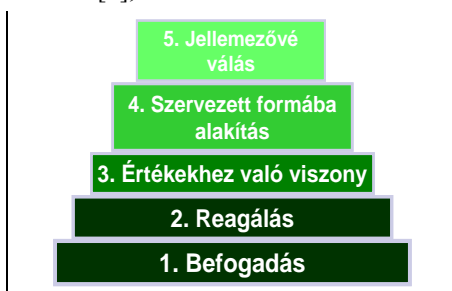 5. Jellemezővé
válás
4. Szervezett formába
alakítás
3. Értékekhez való viszony
2. Reagálás
1. Befogadás